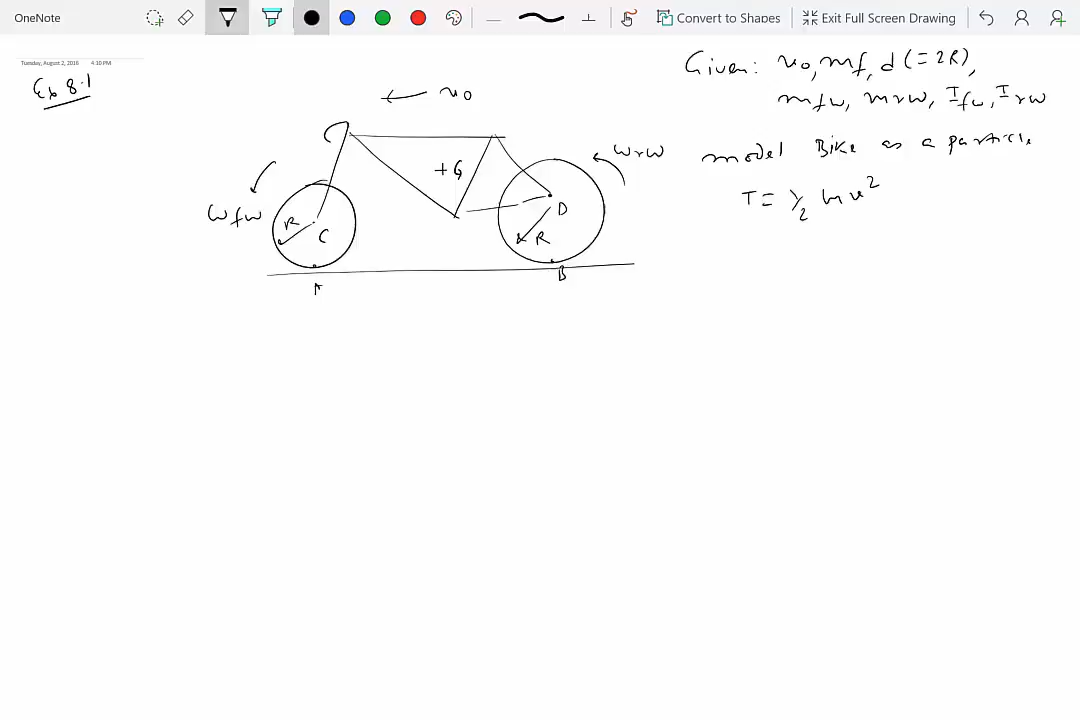 OneNote
Convert to Shapes
Exit Full Screen Drawing
Tuesday, August 2, 2016 4:10 PM
Ex 8.1
← v0
Given: v0, mf, d (= 2R),
mfw, mrw, Ifw, Irw
model Bike as a particle
T = 1/2 m v²
ωfw
ωrw
+G
R
C
D
R
A
B